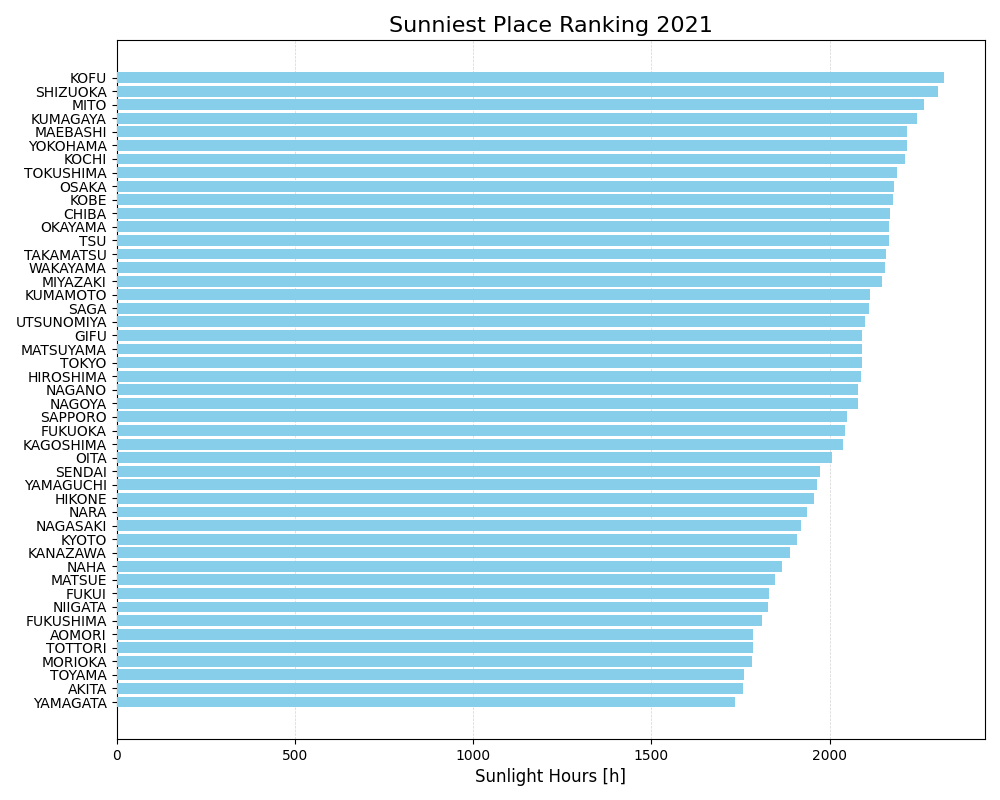 Sunniest Place Ranking 2021
KOFU
SHIZUOKA
MITO
KUMAGAYA
MAEBASHI
YOKOHAMA
KOCHI
TOKUSHIMA
OSAKA
KOBE
CHIBA
OKAYAMA
TSU
TAKAMATSU
WAKAYAMA
MIYAZAKI
KUMAMOTO
SAGA
UTSUNOMIYA
GIFU
MATSUYAMA
TOKYO
HIROSHIMA
NAGANO
NAGOYA
SAPPORO
FUKUOKA
KAGOSHIMA
OITA
SENDAI
YAMAGUCHI
HIKONE
NARA
NAGASAKI
KYOTO
KANAZAWA
NAHA
MATSUE
FUKUI
NIIGATA
FUKUSHIMA
AOMORI
TOTTORI
MORIOKA
TOYAMA
AKITA
YAMAGATA
0 500 1000 1500 2000
Sunlight Hours [h]